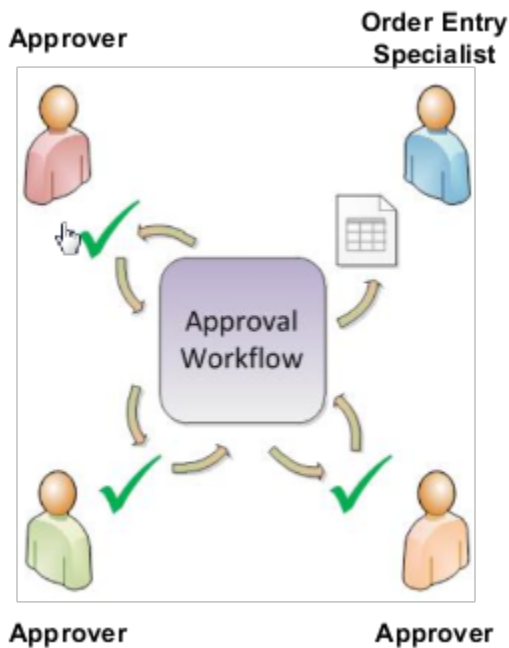 Approver
Order Entry
Specialist
Approval
Workflow
Approver
Approver